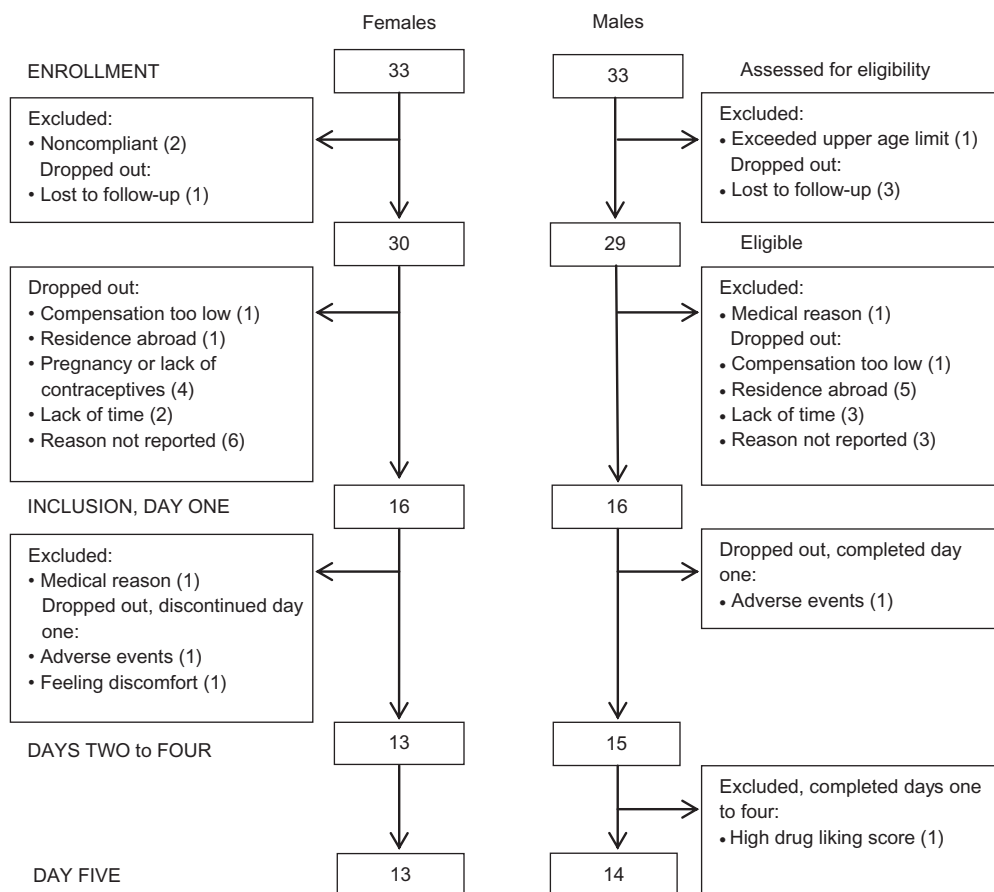 Females
Males
ENROLLMENT
33
33
Assessed for eligibility
Excluded:
• Noncompliant (2)
Dropped out:
• Lost to follow-up (1)
Excluded:
• Exceeded upper age limit (1)
Dropped out:
• Lost to follow-up (3)
30
29
Eligible
Dropped out:
• Compensation too low (1)
• Residence abroad (1)
• Pregnancy or lack of
contraceptives (4)
• Lack of time (2)
• Reason not reported (6)
Excluded:
• Medical reason (1)
Dropped out:
• Compensation too low (1)
• Residence abroad (5)
• Lack of time (3)
• Reason not reported (3)
INCLUSION, DAY ONE
16
16
Excluded:
• Medical reason (1)
Dropped out, discontinued day
one:
• Adverse events (1)
• Feeling discomfort (1)
Dropped out, completed day
one:
• Adverse events (1)
DAYS TWO to FOUR
13
15
Excluded, completed days one
to four:
• High drug liking score (1)
DAY FIVE
13
14